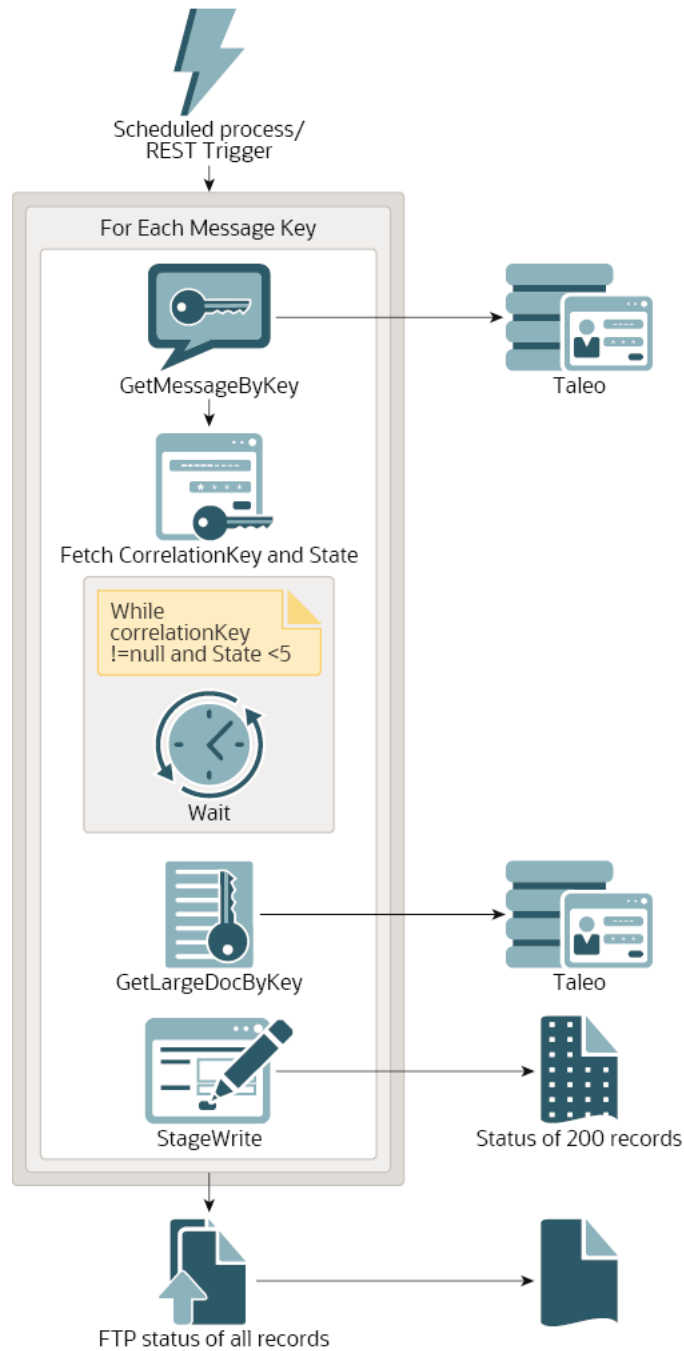 Scheduled process/
REST Trigger
For Each Message Key
GetMessageByKey
Taleo
Fetch CorrelationKey and State
While
correlationKey
!=null and State <5
Wait
GetLargeDocByKey
Taleo
StageWrite
Status of 200 records
FTP status of all records